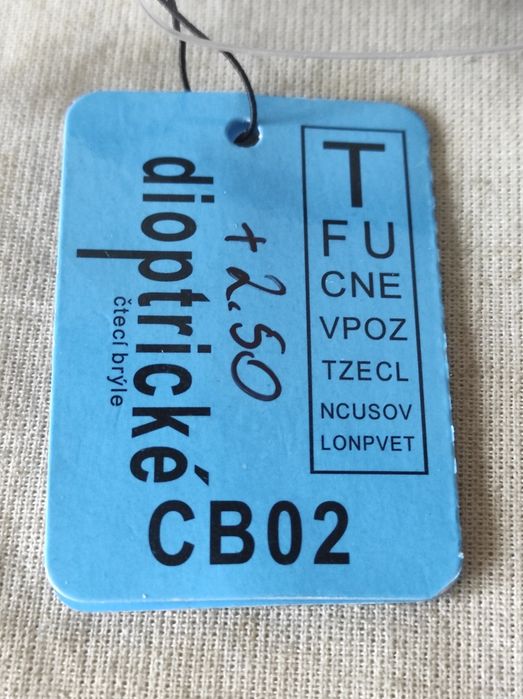 dioptrické
čtecí brýle
+2.50
T
FU
CNE
VPOZ
TZECL
NCUSOV
LONPVET
CB02